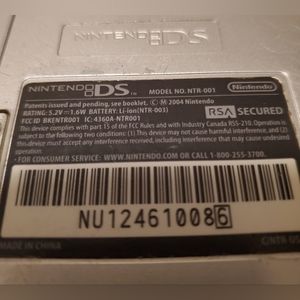 NINTENDO DS
NINTENDO DS™ MODEL NO. NTR-001 Nintendo
Patents issued and pending, see booklet. ©Ⓜ 2004 Nintendo
RATING: 5.2V⎓1.6W BATTERY: Li-Ion(NTR-003)
FCC ID BKENTR001 IC: 4360A-NTR001 RSA SECURED
This device complies with part 15 of the FCC Rules and with Industry Canada RSS-210. Operation is
subject to the following two conditions: (1) This device may not cause harmful interference, and
(2) this device must accept any interference received, including interference that may cause
undesired operation.
• FOR CONSUMER SERVICE: WWW.NINTENDO.COM OR CALL 1-800-255-3700.
NU124610086
MADE IN CHINA C/NTR-US